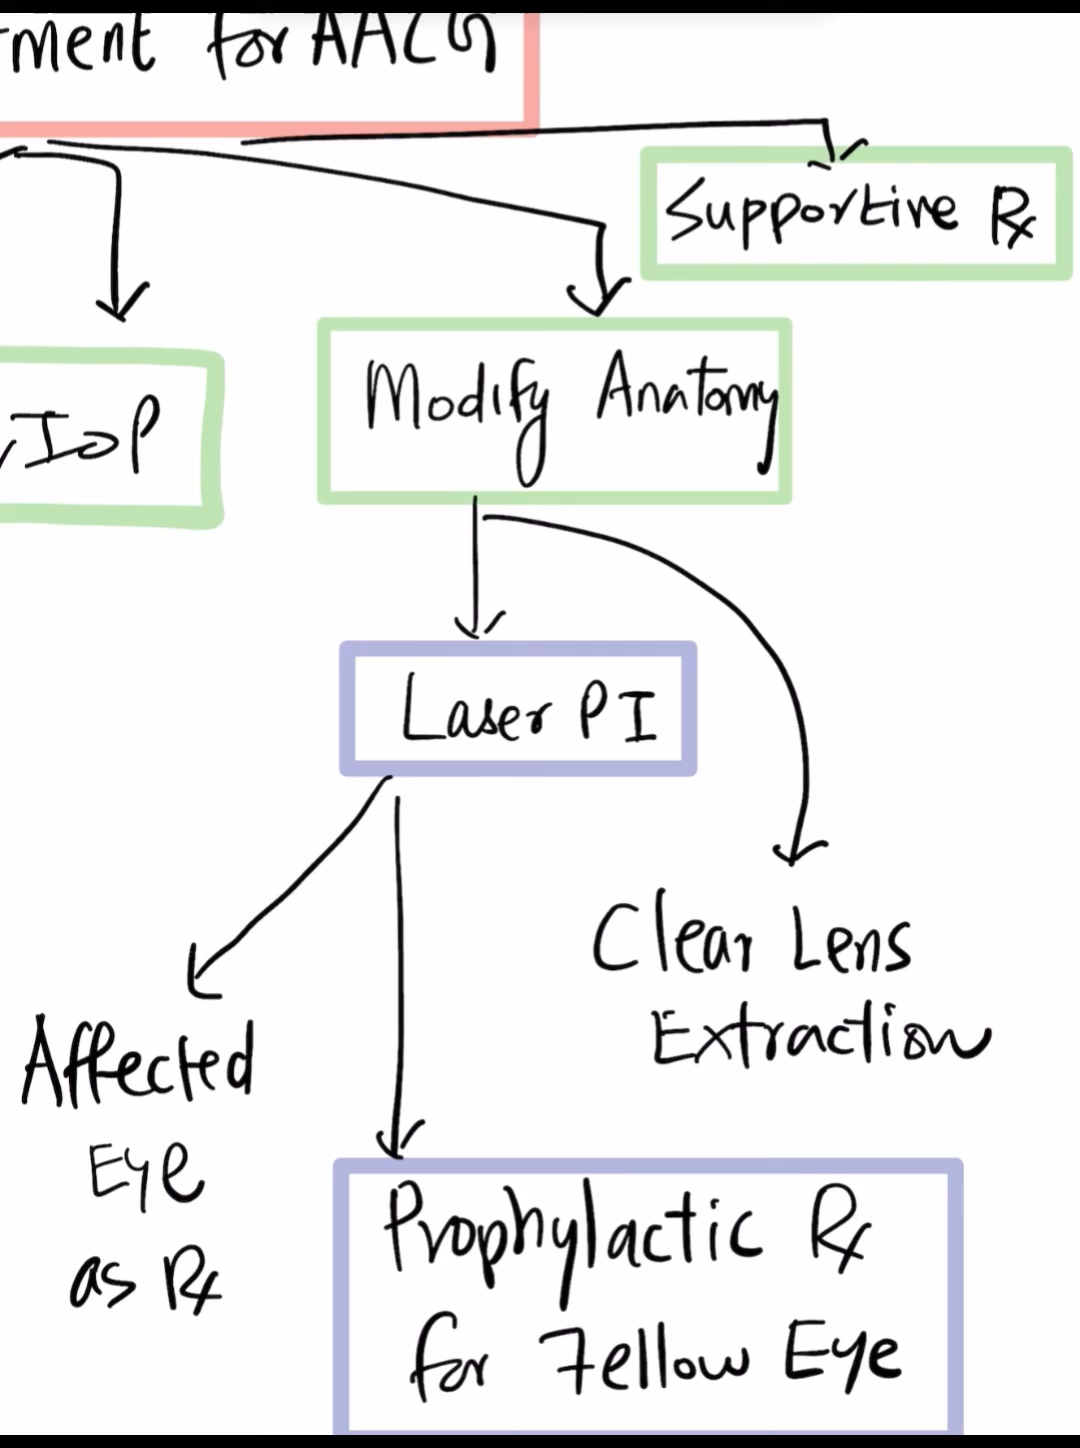 tment for AACG
Supportive Rx
Modify Anatomy
IOP
Laser PI
Clear Lens
Extraction
Affected
Eye
as Rx
Prophylactic Rx
for Fellow Eye